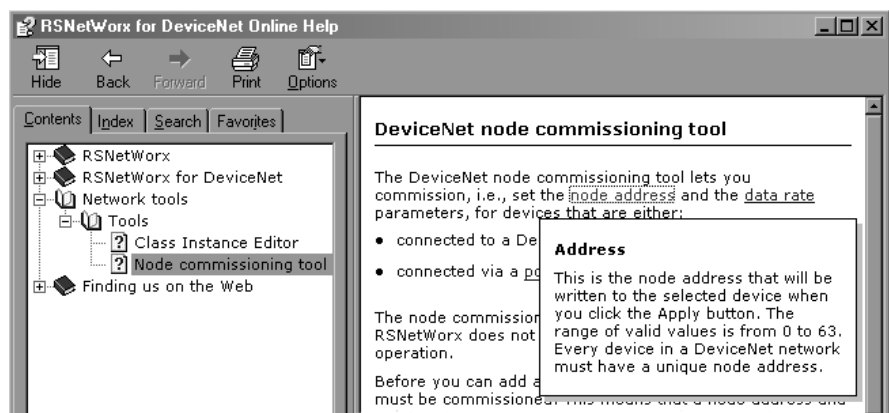 RSNetWorx for DeviceNet Online Help
Hide Back Forward Print Options
Contents Index Search Favorites
RSNetWorx
RSNetWorx for DeviceNet
Network tools
Tools
Class Instance Editor
Node commissioning tool
Finding us on the Web
DeviceNet node commissioning tool
The DeviceNet node commissioning tool lets you
commission, i.e., set the node address and the data rate
parameters, for devices that are either:
• connected to a De
• connected via a po
The node commission
RSNetWorx does not
operation.
Before you can add a
must be commissioned. This means that a node address and
Address
This is the node address that will be
written to the selected device when
you click the Apply button. The
range of valid values is from 0 to 63.
Every device in a DeviceNet network
must have a unique node address.